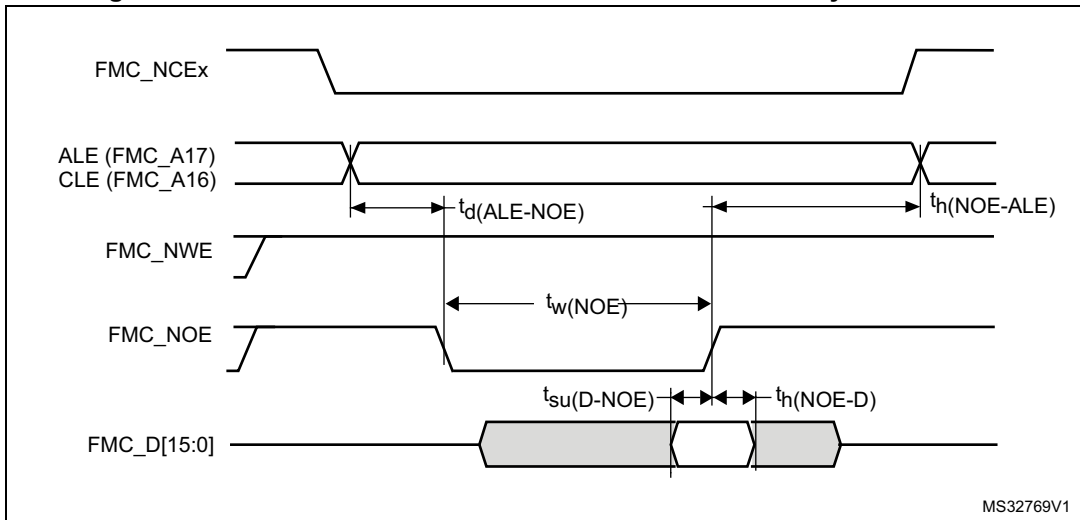 FMC_NCEx
ALE (FMC_A17)
CLE (FMC_A16)
td(ALE-NOE)
th(NOE-ALE)
FMC_NWE
tw(NOE)
FMC_NOE
tsu(D-NOE)
th(NOE-D)
FMC_D[15:0]
MS32769V1